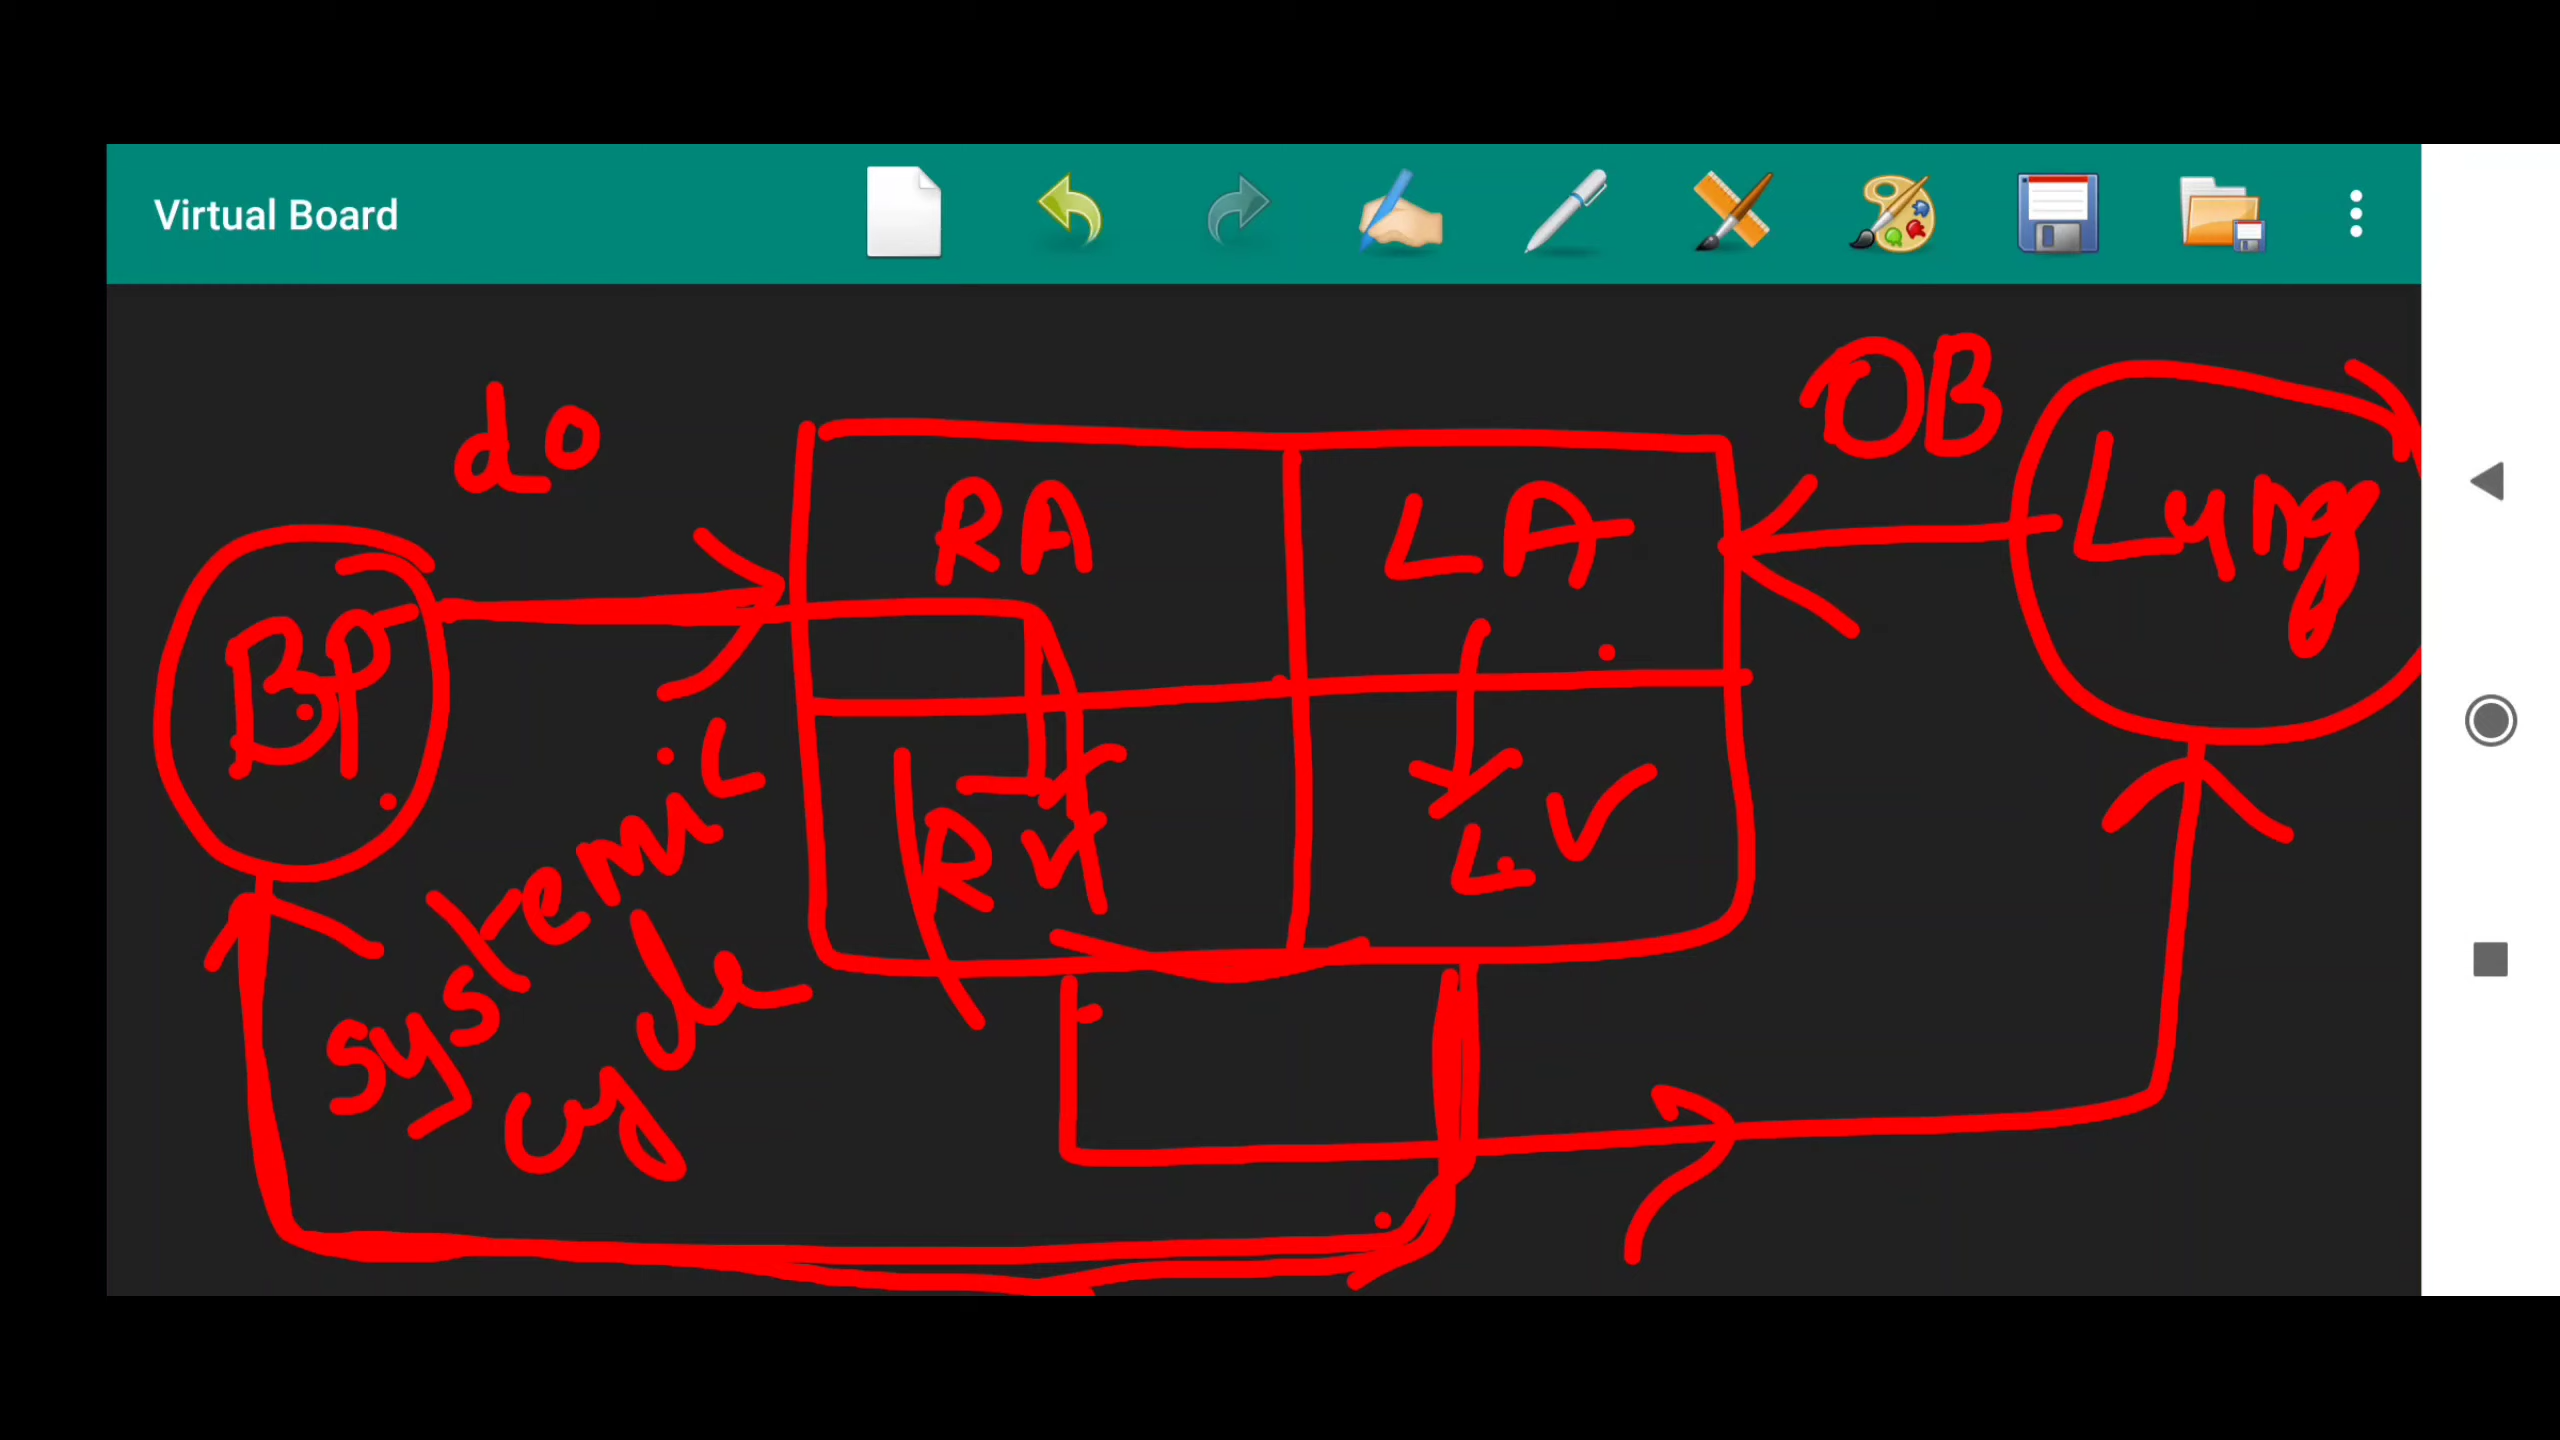 Virtual Board
do
OB
RA
LA
Lung
Bp
RV
LV
systemic
cycle